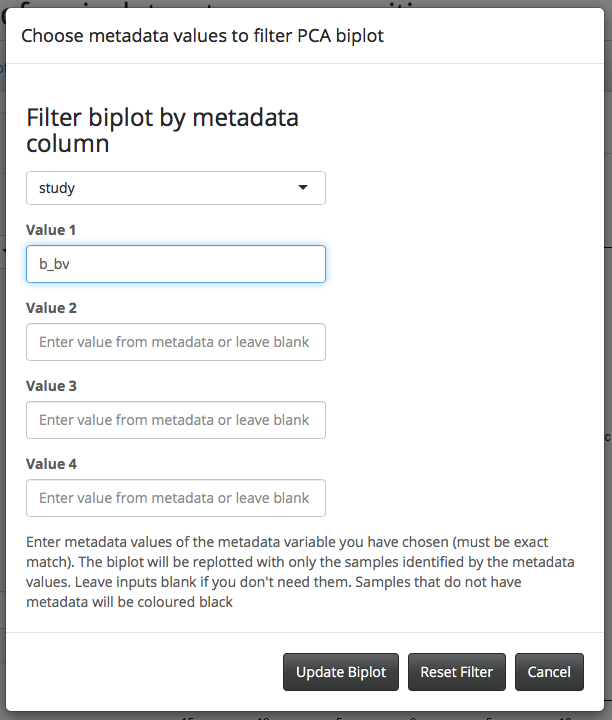 Choose metadata values to filter PCA biplot
Filter biplot by metadata
column
study
Value 1
b_bv
Value 2
Enter value from metadata or leave blank
Value 3
Enter value from metadata or leave blank
Value 4
Enter value from metadata or leave blank
Enter metadata values of the metadata variable you have chosen (must be exact
match). The biplot will be replotted with only the samples identified by the metadata
values. Leave inputs blank if you don't need them. Samples that do not have
metadata will be coloured black
Update Biplot
Reset Filter
Cancel